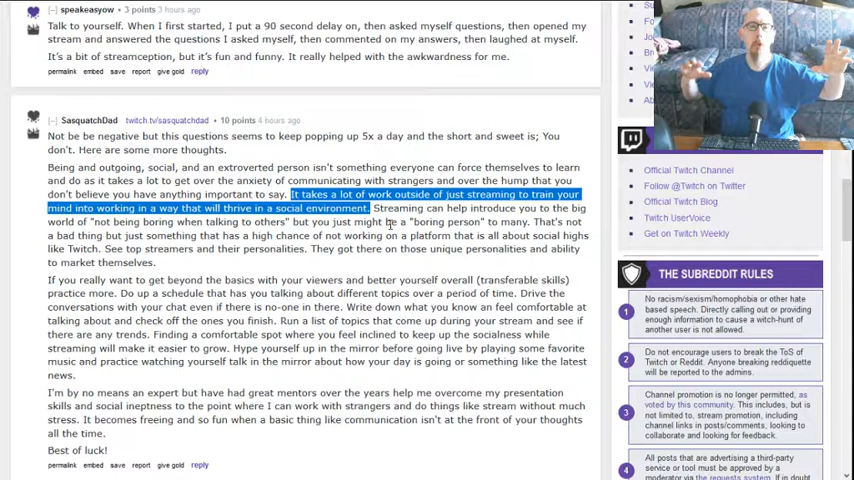 [–] speakeasyow • 3 points 3 hours ago
Talk to yourself. When I first started, I put a 90 second delay on, then asked myself questions, then opened my
stream and answered the questions I asked myself, then commented on my answers, then laughed at myself.
It's a bit of streamception, but it's fun and funny. It really helped with the awkwardness for me.
permalink embed save report give gold reply
[–] SasquatchDad twitch.tv/sasquatchdad • 10 points 4 hours ago
Not be be negative but this questions seems to keep popping up 5x a day and the short and sweet is; You
don't. Here are some more thoughts.
Being and outgoing, social, and an extroverted person isn't something everyone can force themselves to learn
and do as it takes a lot to get over the anxiety of communicating with strangers and over the hump that you
don't believe you have anything important to say. It takes a lot of work outside of just streaming to train your
mind into working in a way that will thrive in a social environment. Streaming can help introduce you to the big
world of "not being boring when talking to others" but you just might be a "boring person" to many. That's not
a bad thing but just something that has a high chance of not working on a platform that is all about social highs
like Twitch. See top streamers and their personalities. They got there on those unique personalities and ability
to market themselves.
If you really want to get beyond the basics with your viewers and better yourself overall (transferable skills)
practice more. Do up a schedule that has you talking about different topics over a period of time. Drive the
conversations with your chat even if there is no-one in there. Write down what you know an feel comfortable at
talking about and check off the ones you finish. Run a list of topics that come up during your stream and see if
there are any trends. Finding a comfortable spot where you feel inclined to keep up the socialness while
streaming will make it easier to grow. Hype yourself up in the mirror before going live by playing some favorite
music and practice watching yourself talk in the mirror about how your day is going or something like the latest
news.
I'm by no means an expert but have had great mentors over the years help me overcome my presentation
skills and social ineptness to the point where I can work with strangers and do things like stream without much
stress. It becomes freeing and so fun when a basic thing like communication isn't at the front of your thoughts
all the time.
Best of luck!
permalink embed save report give gold reply
Official Twitch Channel
Follow @Twitch on Twitter
Official Twitch Blog
Twitch UserVoice
Get on Twitch Weekly
THE SUBREDDIT RULES
1
No racism/sexism/homophobia or other hate
based speech. Directly calling out or providing
enough information to cause a witch-hunt of
another user is not allowed.
2
Do not encourage users to break the ToS of
Twitch or Reddit. Anyone breaking reddiquette
will be reported to the admins.
3
Channel promotion is no longer permitted, as
voted by this community. This includes, but is
not limited to, stream promotion, including
channel links in posts/comments, looking to
collaborate and looking for feedback.
4
All posts that are advertising a third-party
service or tool must be approved by a
moderator via the requests system. If in doubt,